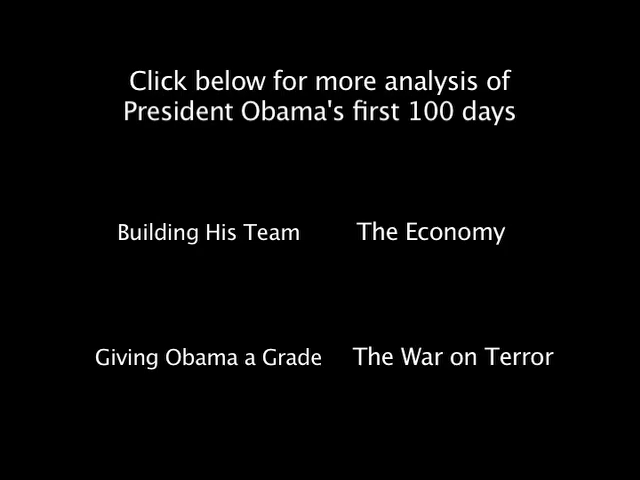 Click below for more analysis of
President Obama's first 100 days
Building His Team
The Economy
Giving Obama a Grade
The War on Terror